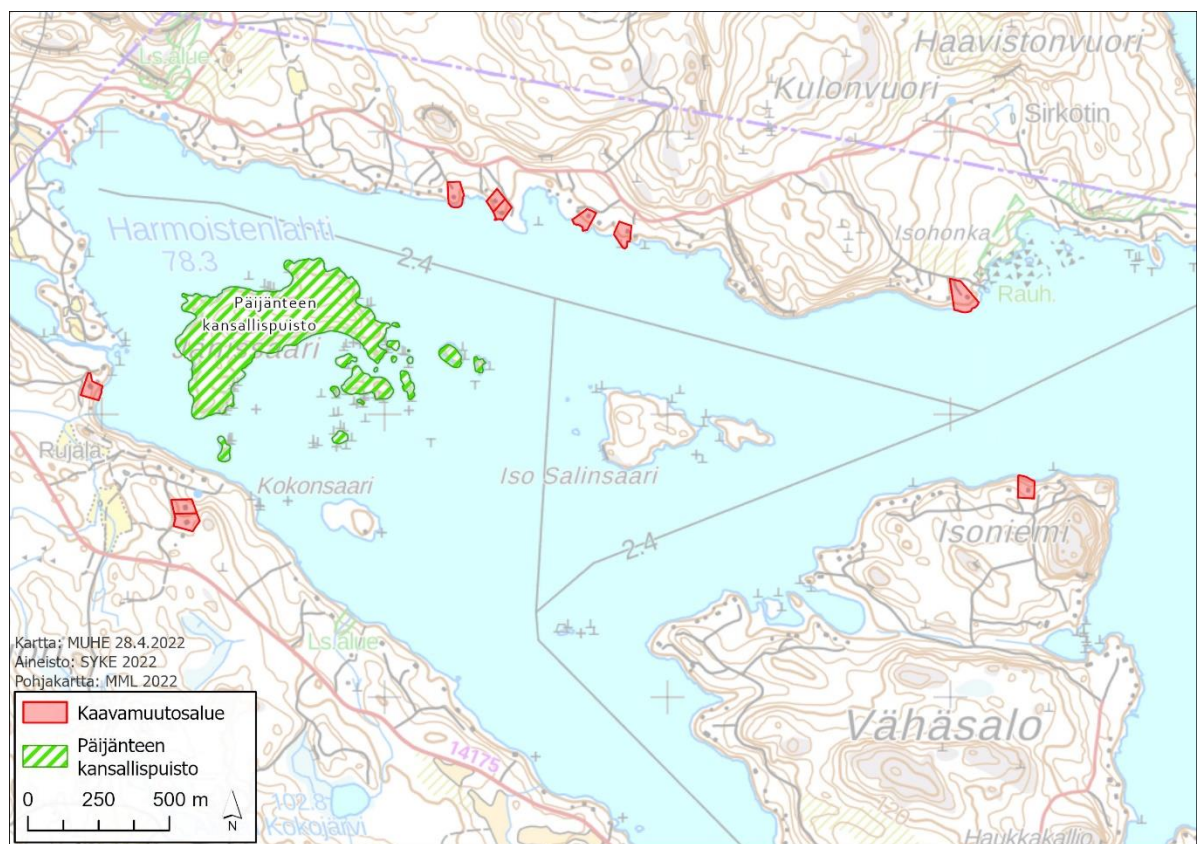 Haavistonvuori
Ls.alue
Kulonvuori
Sirkotin
Harmoistenlahti
78.3
2.4
Isohonka
Rauh.
Päijänteen
kansallispuisto
Jänissaari
Rujala
Kokonsaari
Iso Salinsaari
2.4
Isoniemi
Ls.alue
Vähäsalo
14175
120
102.8
Kokojärvi
Haukkakallio
Kartta: MUHE 28.4.2022
Aineisto: SYKE 2022
Pohjakartta: MML 2022
Kaavamuutosalue
Päijänteen
kansallispuisto
0 250 500 m
N